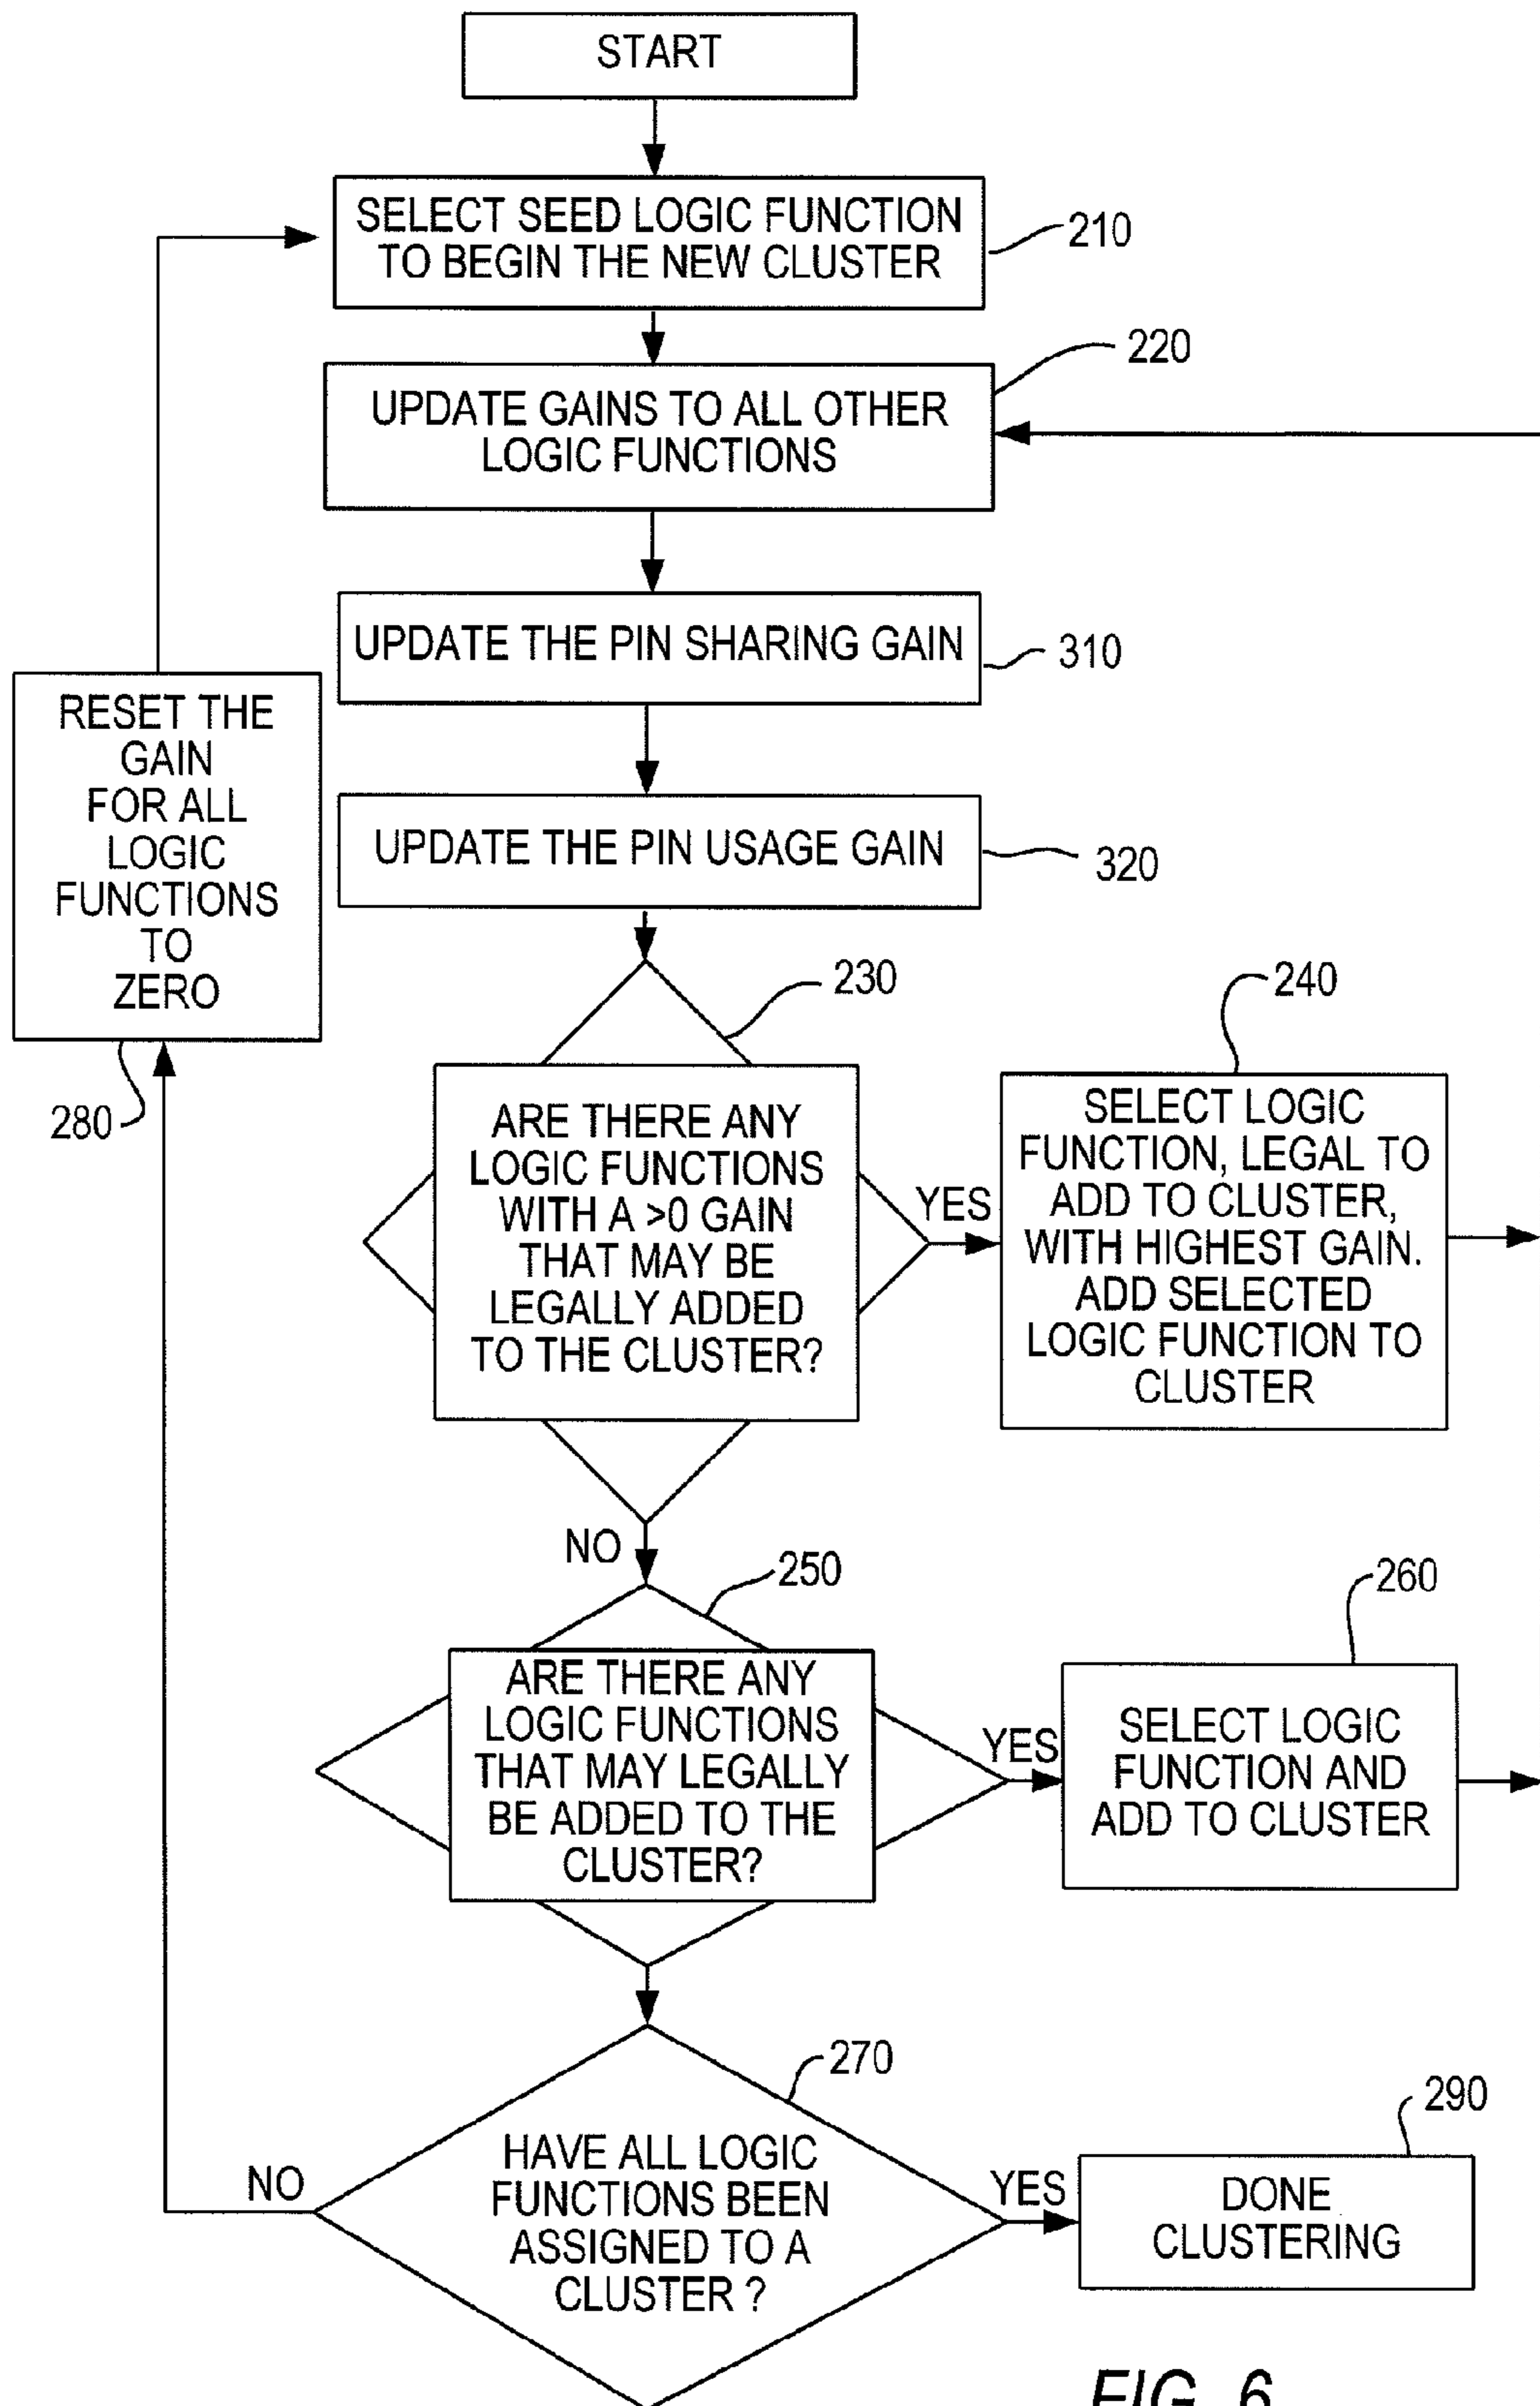 START
SELECT SEED LOGIC FUNCTION
TO BEGIN THE NEW CLUSTER
210
220
UPDATE GAINS TO ALL OTHER
LOGIC FUNCTIONS
UPDATE THE PIN SHARING GAIN
310
RESET THE
GAIN
FOR ALL
LOGIC
FUNCTIONS
TO
ZERO
280
UPDATE THE PIN USAGE GAIN
320
230
ARE THERE ANY
LOGIC FUNCTIONS
WITH A >0 GAIN
THAT MAY BE
LEGALLY ADDED
TO THE CLUSTER?
YES
240
SELECT LOGIC
FUNCTION, LEGAL TO
ADD TO CLUSTER,
WITH HIGHEST GAIN.
ADD SELECTED
LOGIC FUNCTION TO
CLUSTER
NO
250
ARE THERE ANY
LOGIC FUNCTIONS
THAT MAY LEGALLY
BE ADDED TO THE
CLUSTER?
YES
260
SELECT LOGIC
FUNCTION AND
ADD TO CLUSTER
270
HAVE ALL LOGIC
FUNCTIONS BEEN
ASSIGNED TO A
CLUSTER ?
NO
YES
290
DONE
CLUSTERING
FIG. 6